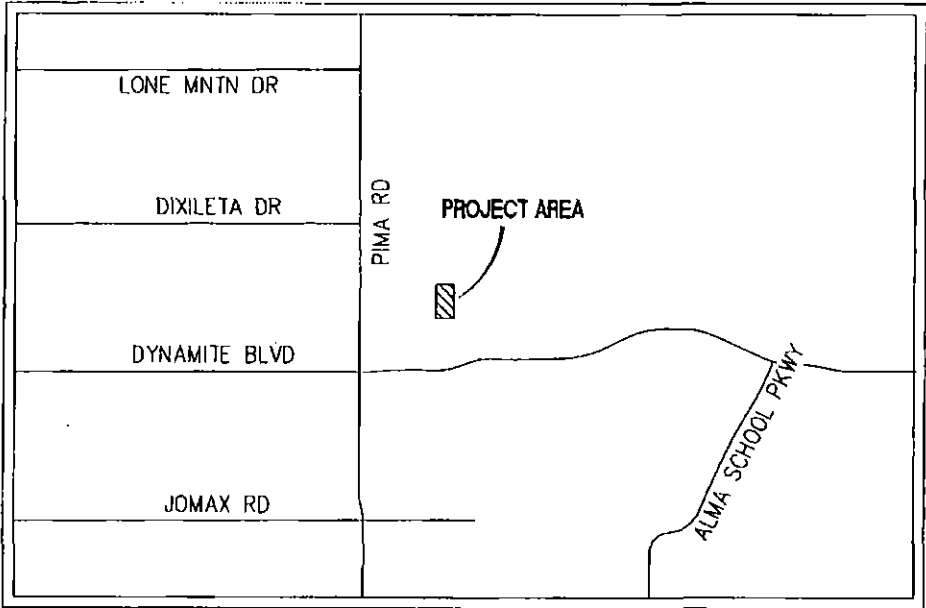 LONE MNTN DR
DIXILETA DR
PIMA RD
PROJECT AREA
DYNAMITE BLVD
ALMA SCHOOL PKWY
JOMAX RD